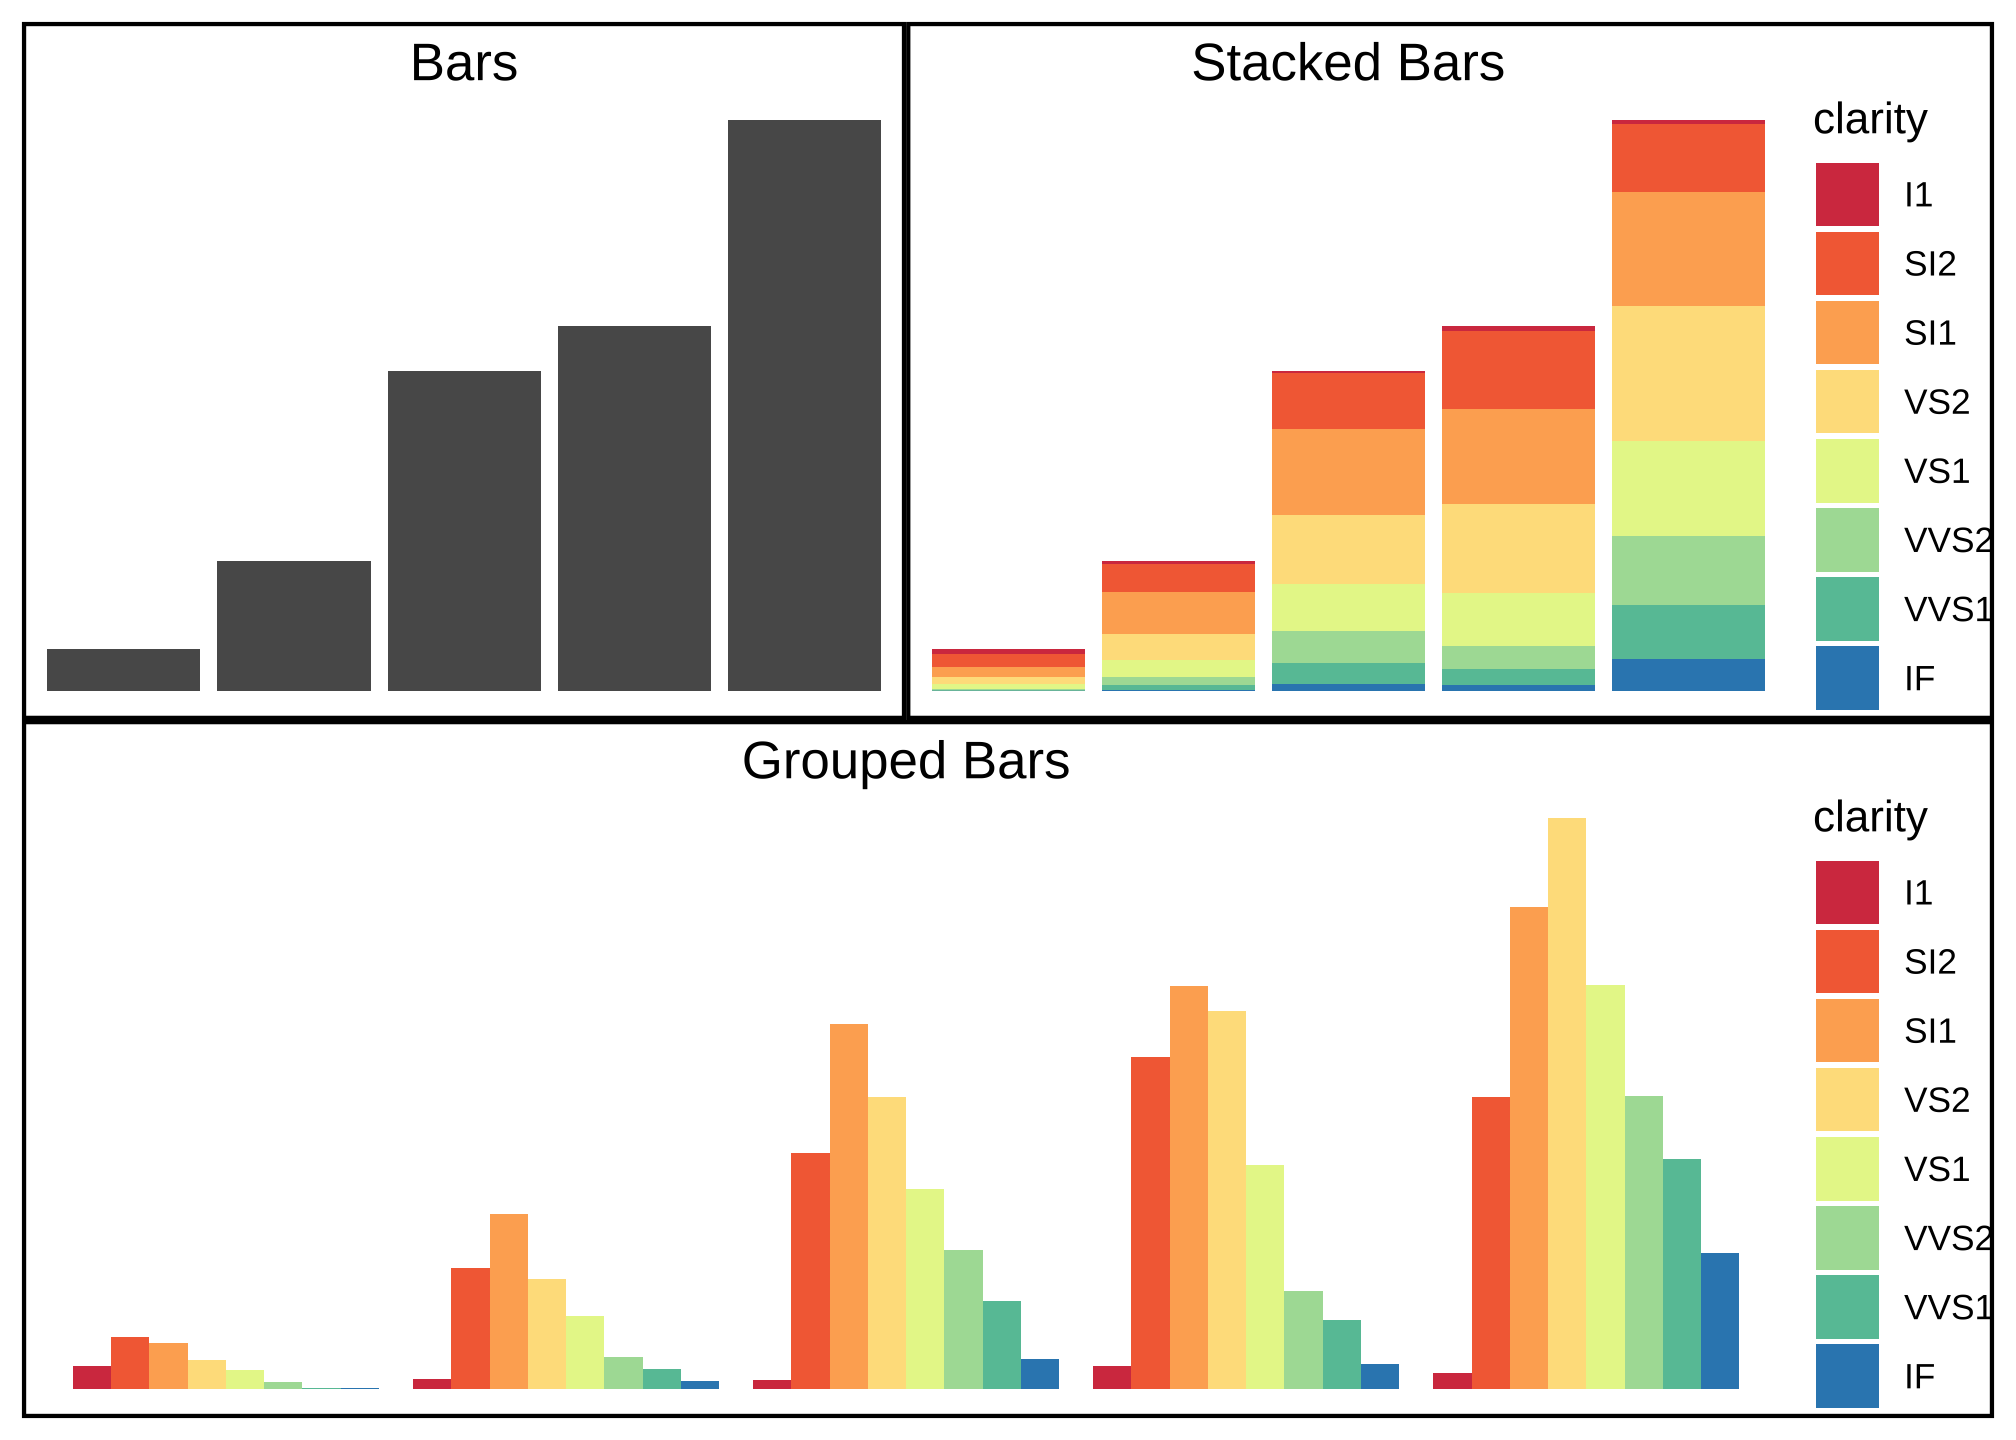 Bars
Stacked Bars
clarity
I1
SI2
SI1
VS2
VS1
VVS2
VVS1
IF
Grouped Bars
clarity
I1
SI2
SI1
VS2
VS1
VVS2
VVS1
IF